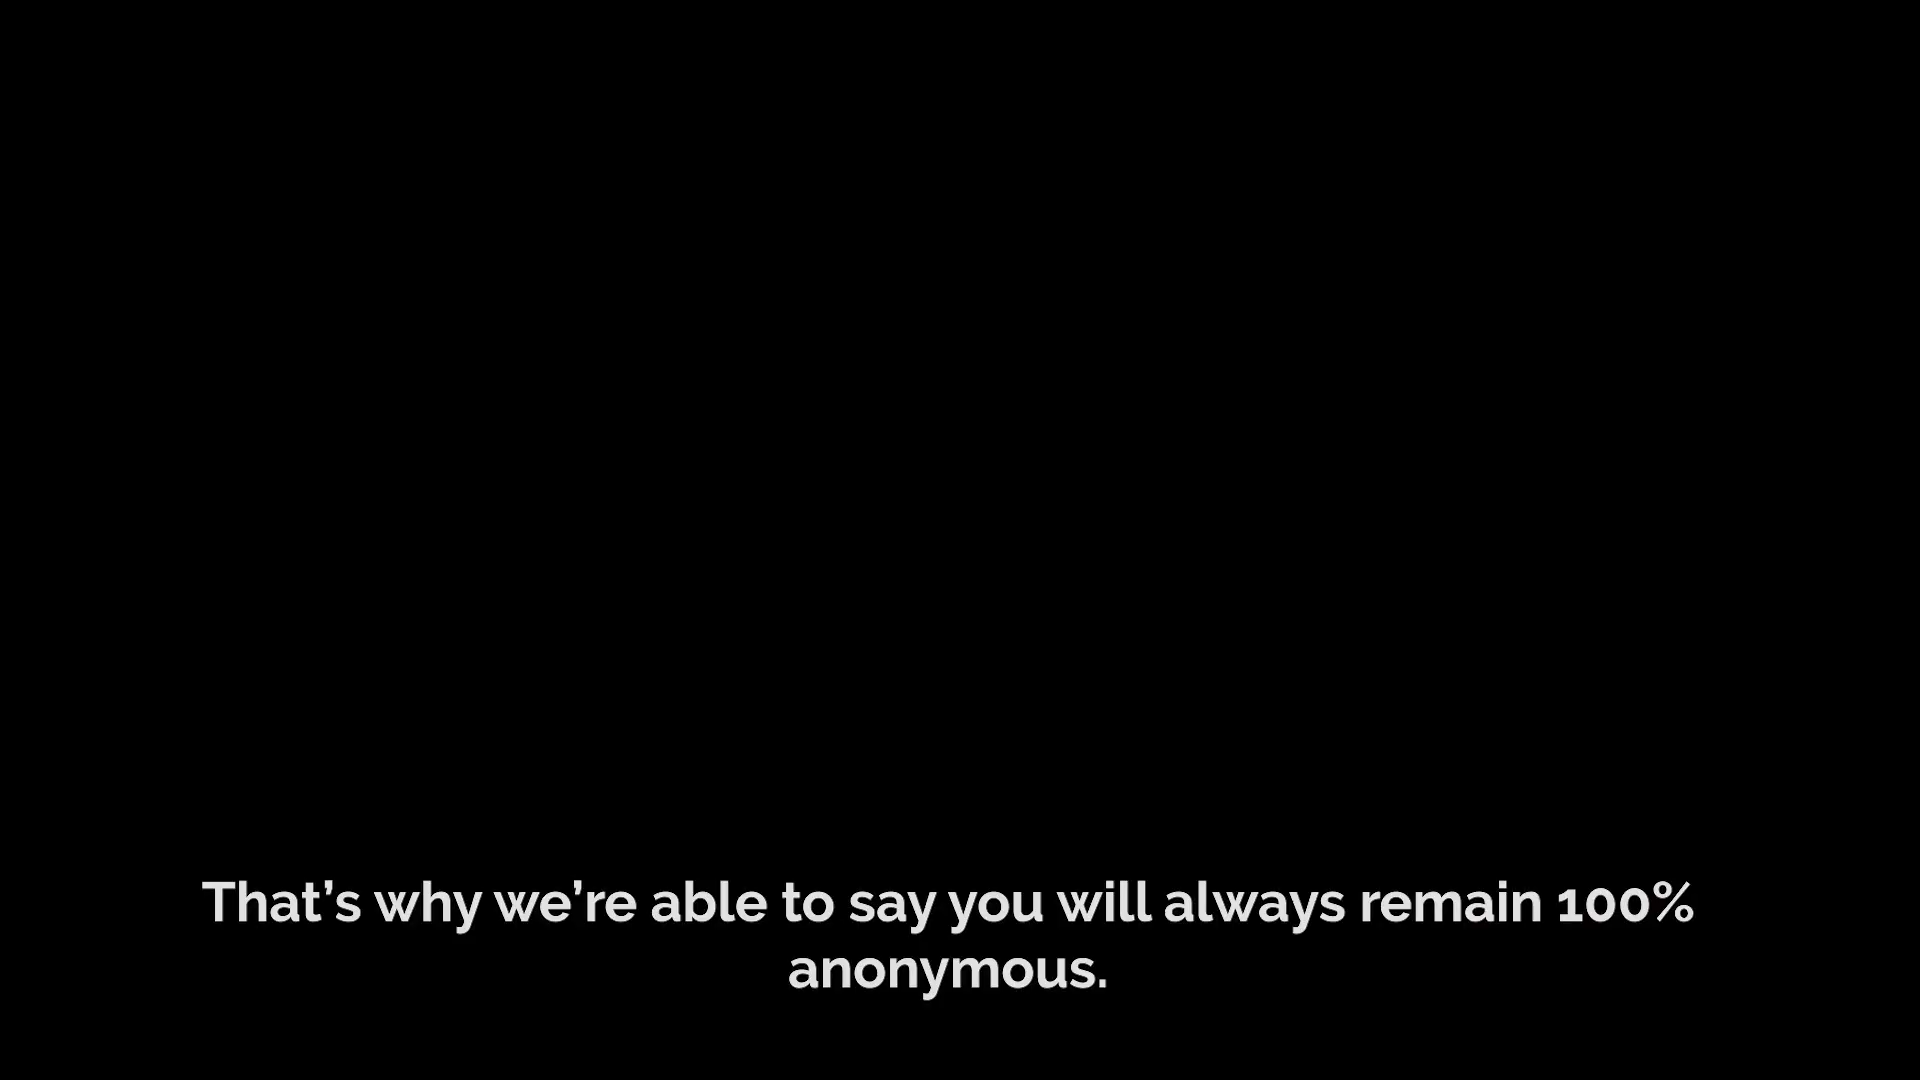 That’s why we’re able to say you will always remain 100%
anonymous.